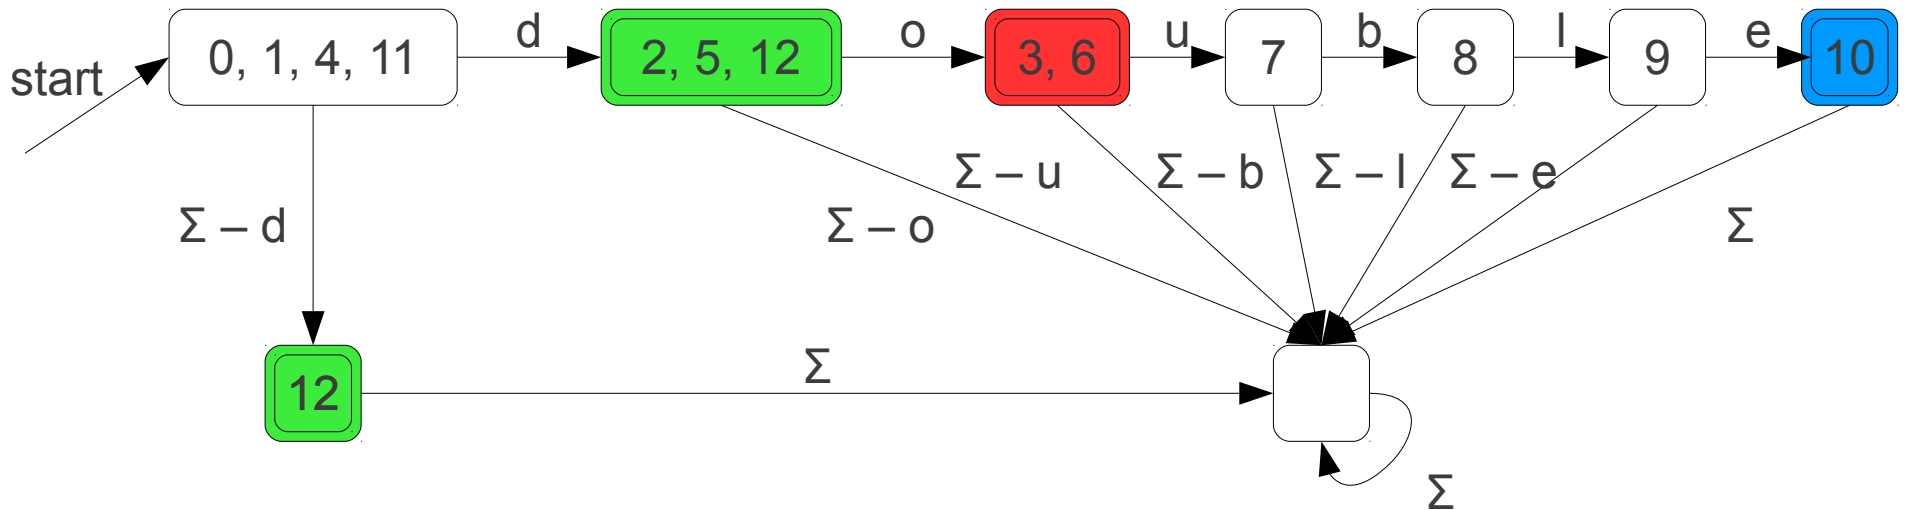 start
0, 1, 4, 11
d
2, 5, 12
o
3, 6
u
7
b
8
l
9
e
10
Σ – u
Σ – b
Σ – l
Σ – e
Σ – d
Σ – o
Σ
12
Σ
Σ